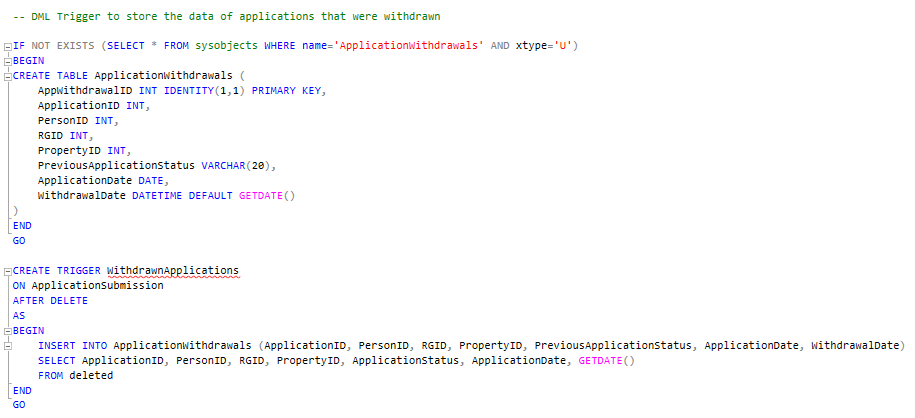 -- DML Trigger to store the data of applications that were withdrawn
IF NOT EXISTS (SELECT * FROM sysobjects WHERE name='ApplicationWithdrawals' AND xtype='U')
BEGIN
CREATE TABLE ApplicationWithdrawals (
AppWithdrawalID INT IDENTITY(1,1) PRIMARY KEY,
ApplicationID INT,
PersonID INT,
RGID INT,
PropertyID INT,
PreviousApplicationStatus VARCHAR(20),
ApplicationDate DATE,
WithdrawalDate DATETIME DEFAULT GETDATE()
)
END
GO
CREATE TRIGGER WithdrawnApplications
ON ApplicationSubmission
AFTER DELETE
AS
BEGIN
INSERT INTO ApplicationWithdrawals (ApplicationID, PersonID, RGID, PropertyID, PreviousApplicationStatus, ApplicationDate, WithdrawalDate)
SELECT ApplicationID, PersonID, RGID, PropertyID, ApplicationStatus, ApplicationDate, GETDATE()
FROM deleted
END
GO